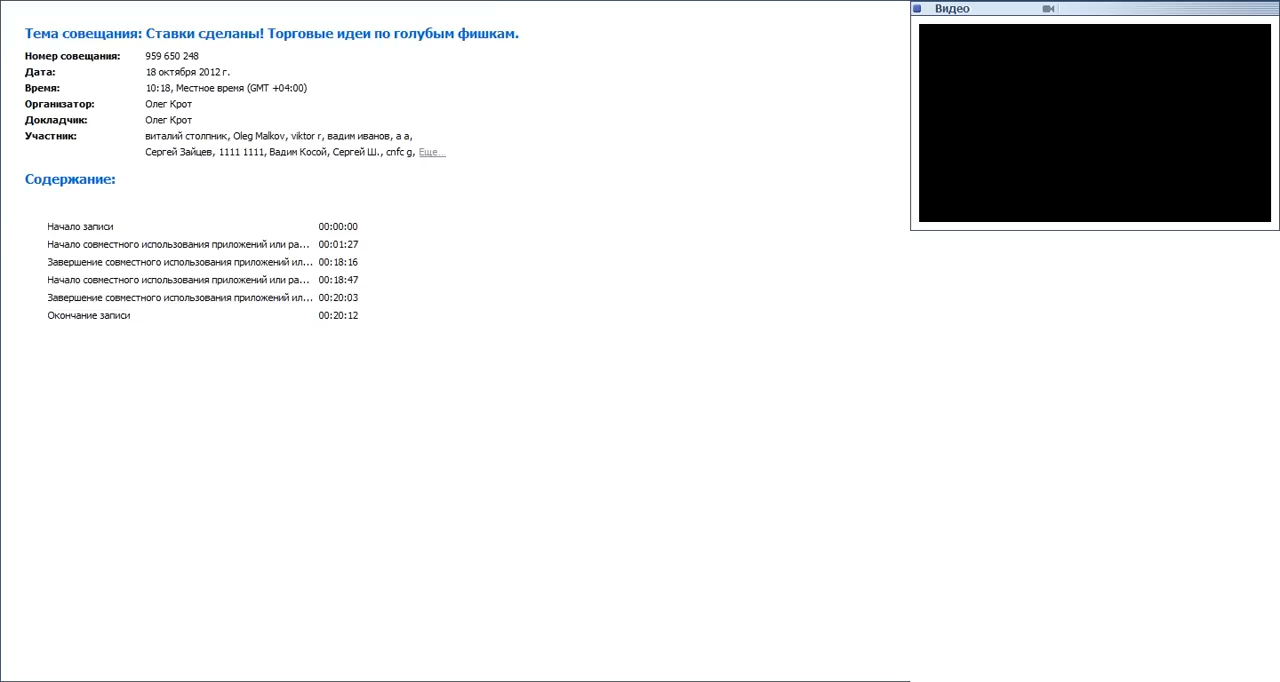 Тема совещания: Ставки сделаны! Торговые идеи по голубым фишкам.
Номер совещания: 959 650 248
Дата: 18 октября 2012 г.
Время: 10:18, Местное время (GMT +04:00)
Организатор: Олег Крот
Докладчик: Олег Крот
Участник: виталий столпник, Oleg Malkov, viktor r, вадим иванов, а а,
Сергей Зайцев, 1111 1111, Вадим Косой, Сергей Ш., cnfc g, Еще...
Содержание:
Начало записи 00:00:00
Начало совместного использования приложений или ра... 00:01:27
Завершение совместного использования приложений ил... 00:18:16
Начало совместного использования приложений или ра... 00:18:47
Завершение совместного использования приложений ил... 00:20:03
Окончание записи 00:20:12
Видео